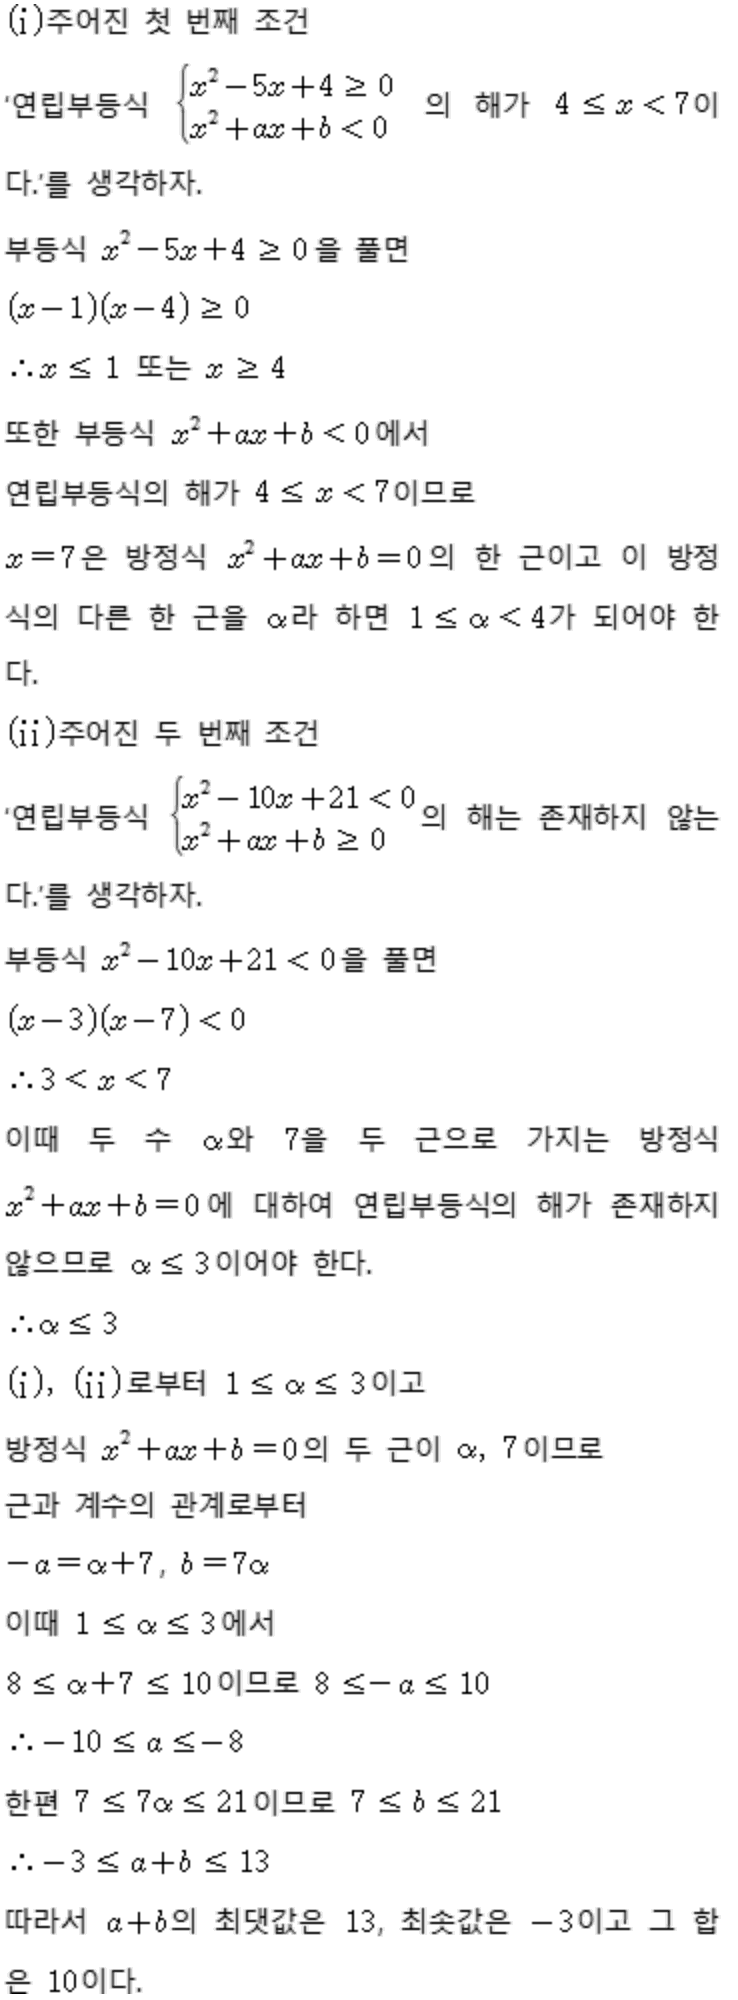 (i)주어진 첫 번째 조건
'연립부등식 { x²-5x+4 ≥ 0
x²+ax+b < 0 의 해가 4 ≤ x < 7이
다.'를 생각하자.
부등식 x²-5x+4 ≥ 0을 풀면
(x-1)(x-4) ≥ 0
∴x ≤ 1 또는 x ≥ 4
또한 부등식 x²+ax+b < 0에서
연립부등식의 해가 4 ≤ x < 7이므로
x=7은 방정식 x²+ax+b=0의 한 근이고 이 방정
식의 다른 한 근을 α라 하면 1 ≤ α < 4가 되어야 한
다.
(ii)주어진 두 번째 조건
'연립부등식 { x²-10x+21 < 0
x²+ax+b ≥ 0 의 해는 존재하지 않는
다.'를 생각하자.
부등식 x²-10x+21 < 0을 풀면
(x-3)(x-7) < 0
∴3 < x < 7
이때 두 수 α와 7을 두 근으로 가지는 방정식
x²+ax+b=0에 대하여 연립부등식의 해가 존재하지
않으므로 α ≤ 3이어야 한다.
∴α ≤ 3
(i), (ii)로부터 1 ≤ α ≤ 3이고
방정식 x²+ax+b=0의 두 근이 α, 7이므로
근과 계수의 관계로부터
-a=α+7, b=7α
이때 1 ≤ α ≤ 3에서
8 ≤ α+7 ≤ 10이므로 8 ≤-a ≤ 10
∴-10 ≤ a ≤-8
한편 7 ≤ 7α ≤ 21이므로 7 ≤ b ≤ 21
∴-3 ≤ a+b ≤ 13
따라서 a+b의 최댓값은 13, 최솟값은 -3이고 그 합
은 10이다.